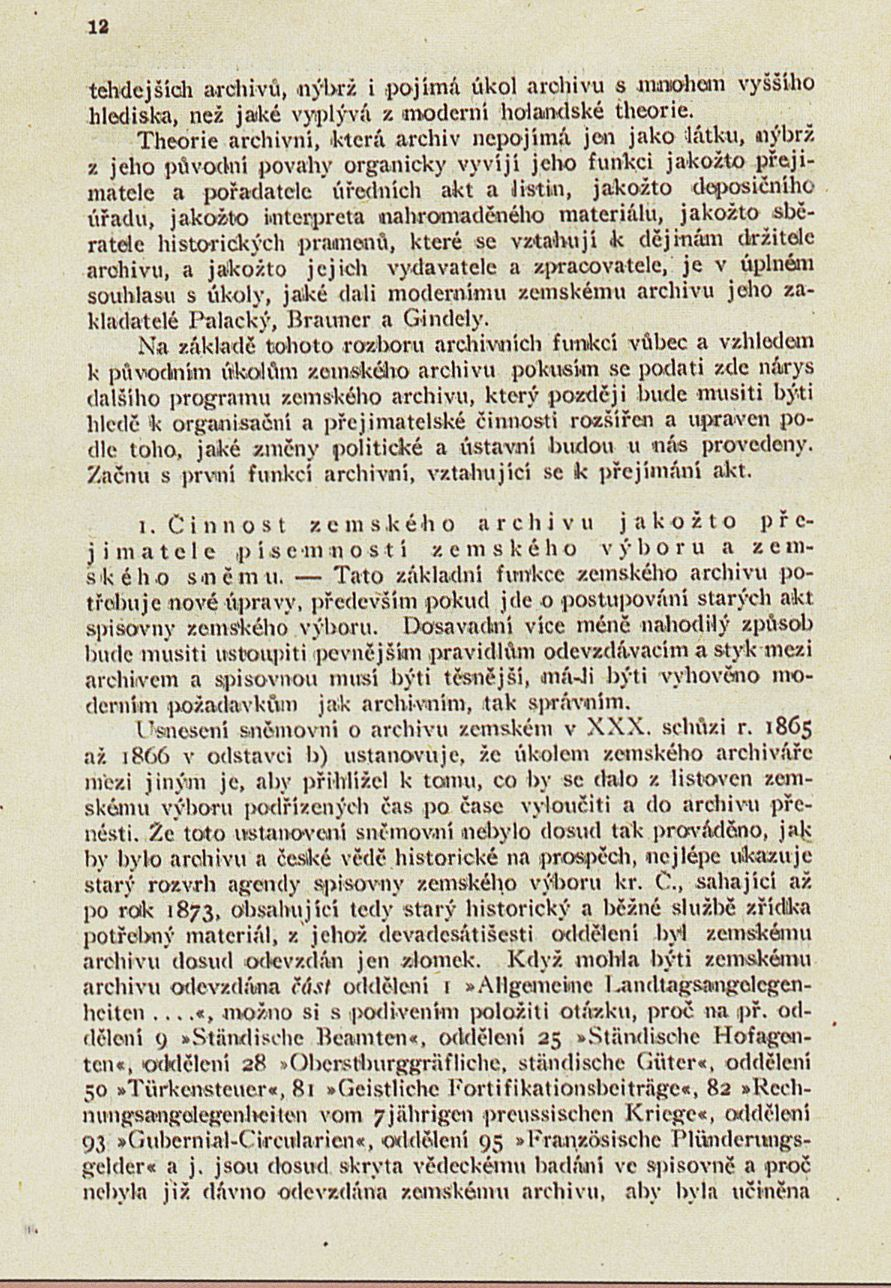 12
tehdejších archivů, nýbrž i pojímá úkol archivu s mnohem vyššího
hlediska, než jaké vyplývá z moderní holandské theorie.
Theorie archivní, která archiv nepojímá jen jako látku, nýbrž
z jeho původní povahy organicky vyvíjí jeho funkci jakožto přeji-
matele a pořadatele úředních akt a listin, jakožto deposičního
úřadu, jakožto interpreta nahromaděného materiálu, jakožto sbě-
ratele historických pramenů, které se vztahují k dějinám držitele
archivu, a jakožto jejich vydavatele a zpracovatele, je v úplném
souhlasu s úkoly, jaké dali modernímu zemskému archivu jeho za-
kladatelé Palacký, Brauner a Gindely.
Na základě tohoto rozboru archivních funkcí vůbec a vzhledem
k původním úkolům zemského archivu pokusím se podati zde nárys
dalšího programu zemského archivu, který později bude musiti býti
hledě k organisační a přejimatelské činnosti rozšířen a upraven po-
dle toho, jaké změny politické a ústavní budou u nás provedeny.
Začnu s první funkcí archivní, vztahující se k přejímání akt.
1. Činnost zemského archivu jakožto pře-
jimatele písemností zemského výboru a zem-
ského sněmu. — Tato základní funkce zemského archivu po-
třebuje nové úpravy, především pokud jde o postupování starých akt
spisovny zemského výboru. Dosavadní více méně nahodilý způsob
bude musiti ustoupiti pevnějším pravidlům odevzdávacím a styk mezi
archivem a spisovnou musí býti těsnější, má-li býti vyhověno mo-
derním požadavkům jak archivním, tak správním.
Usnesení sněmovní o archivu zemském v XXX. schůzi r. 1865
až 1866 v odstavci b) ustanovuje, že úkolem zemského archiváře
mezi jiným je, aby přihlížel k tomu, co by se dalo z listoven zem-
skému výboru podřízených čas po čase vyloučiti a do archivu pře-
nésti. Že toto ustanovení sněmovní nebylo dosud tak prováděno, jak
by bylo archivu a české vědě historické na prospěch, nejlépe ukazuje
starý rozvrh agendy spisovny zemského výboru kr. Č., sahající až
po rok 1873, obsahující tedy starý historický a běžné službě zřídka
potřebný materiál, z jehož devadesátišesti oddělení byl zemskému
archivu dosud odevzdán jen zlomek. Když mohla býti zemskému
archivu odevzdána část oddělení 1 »Allgemeine Landtagsangelegen-
heiten ....«, možno si s podivením položiti otázku, proč na př. od-
dělení 9 »Ständische Beamten«, oddělení 25 »Ständische Hofagen-
ten«, oddělení 28 »Oberstburggräfliche, ständische Güter«, oddělení
50 »Türkensteuer«, 81 »Geistliche Fortifikationsbeiträge«, 82 »Rech-
nungsangelegenheiten vom 7jährigen preussischen Kriege«, oddělení
93 »Gubernial-Circularien«, oddělení 95 »Französische Plünderungs-
gelder« a j. jsou dosud skryta vědeckému badání ve spisovně a proč
nebyla již dávno odevzdána zemskému archivu, aby byla učiněna